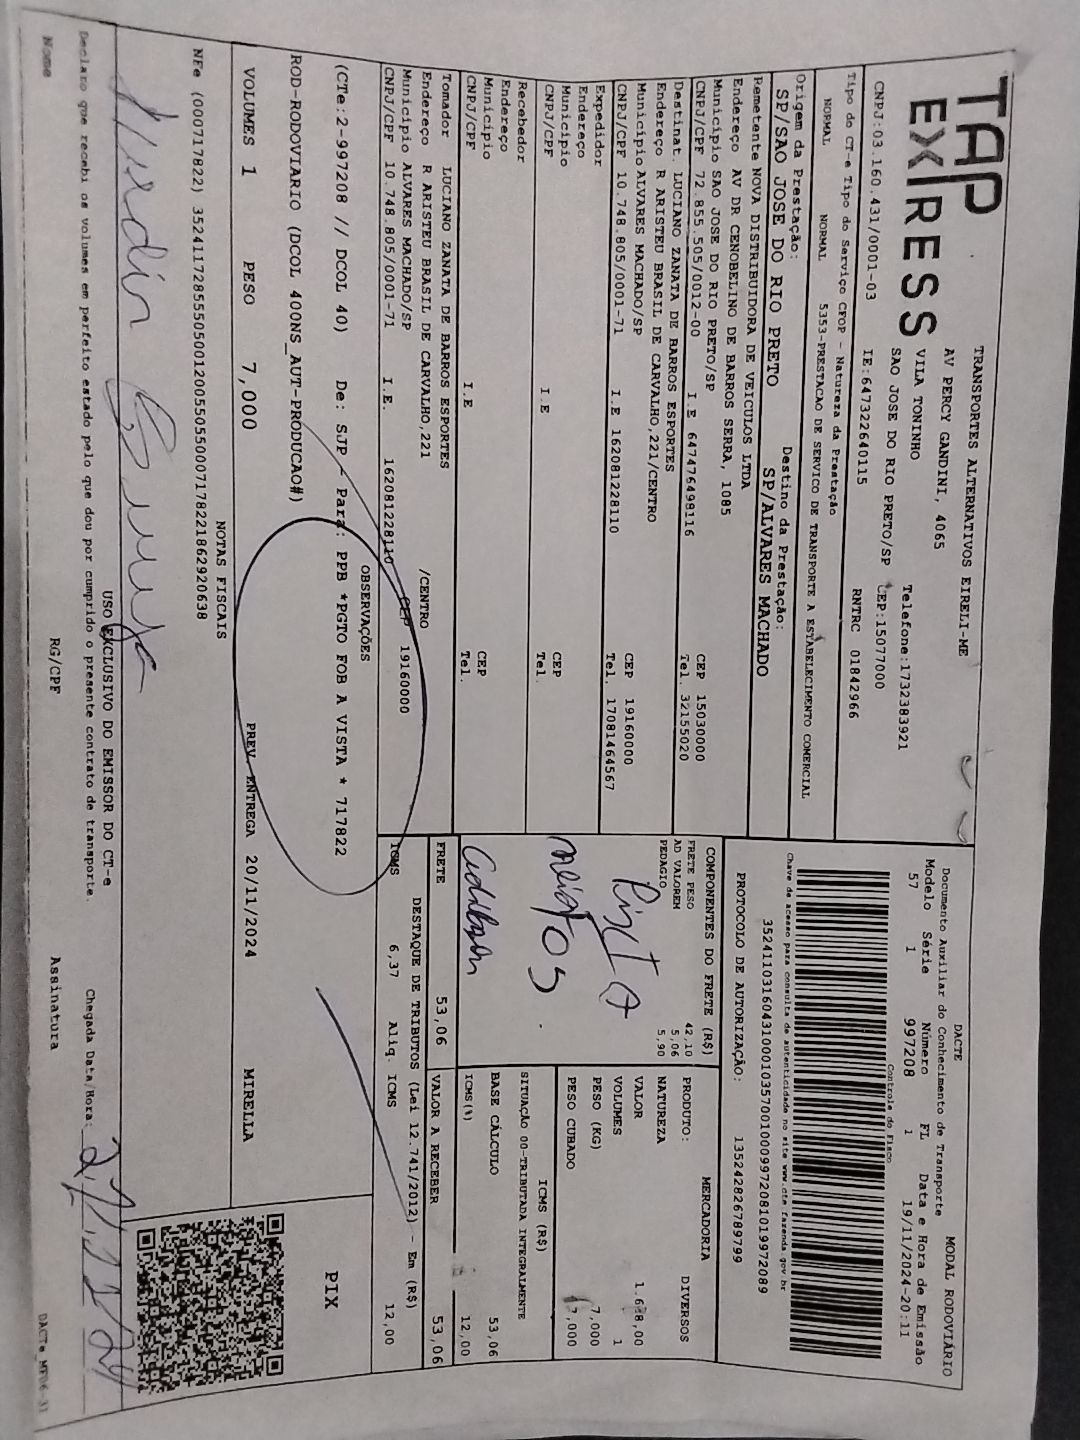 TAP
EXPRESS
TRANSPORTES ALTERNATIVOS EIRELI-ME
AV PERCY GANDINI, 4065
VILA TONINHO
SAO JOSE DO RIO PRETO/SP CEP:15077000
Telefone:1732383921
CNPJ:03.160.431/0001-03 IE:647322640115 RNTRC 01842966
Tipo do CT-e Tipo do Serviço CFOP - Natureza da Prestação
NORMAL NORMAL 5353-PRESTACAO DE SERVICO DE TRANSPORTE A ESTABELECIMENTO COMERCIAL
Origem da Prestação: Destino da Prestação:
SP/SAO JOSE DO RIO PRETO SP/ALVARES MACHADO
Remetente NOVA DISTRIBUIDORA DE VEICULOS LTDA
Endereço AV DR CENOBELINO DE BARROS SERRA, 1085
Município SAO JOSE DO RIO PRETO/SP CEP 15030000
CNPJ/CPF 72.855.505/0012-00 I.E 647476498116 Tel. 32155020
Destinat. LUCIANO ZANATA DE BARROS ESPORTES
Endereço R ARISTEU BRASIL DE CARVALHO,221/CENTRO
Município ALVARES MACHADO/SP CEP 19160000
CNPJ/CPF 10.748.805/0001-71 I.E 162081228110 Tel. 17081464567
Expedidor
Endereço
Município CEP
CNPJ/CPF I.E Tel.
Recebedor
Endereço
Município CEP
CNPJ/CPF I.E Tel.
Tomador LUCIANO ZANATA DE BARROS ESPORTES
Endereço R ARISTEU BRASIL DE CARVALHO,221 /CENTRO
Município ALVARES MACHADO/SP CEP 19160000
CNPJ/CPF 10.748.805/0001-71 I.E. 162081228110
OBSERVAÇÕES
(CTe:2-997208 // DCOL 40) De: SJP - Para: PPB *PGTO FOB A VISTA * 717822
ROD-RODOVIARIO (DCOL 400NS_AUT-PRODUCAO#)
VOLUMES 1 PESO 7,000 PREV. ENTREGA 20/11/2024 MIRELLA
NOTAS FISCAIS
NFe (000717822) 35241172855505001200550550007178221862920638
USO EXCLUSIVO DO EMISSOR DO CT-e
Declaro que recebi os volumes em perfeito estado pelo que dou por cumprido o presente contrato de transporte. Chegada Data/Hora:
Nome RG/CPF Assinatura
DACTE MODAL RODOVIÁRIO
Documento Auxiliar do Conhecimento de Transporte
Modelo Série Número FL Data e Hora de Emissão
57 1 997208 1 19/11/2024-20:11
Controle do Fisco
35241103160431000103570010009972081019972089
Chave de acesso para consulta de autenticidade no site www.cte.fazenda.gov.br
PROTOCOLO DE AUTORIZAÇÃO: 135242826789799
COMPONENTES DO FRETE (R$)
FRETE PESO 42,10
AD VALOREM 5,06
PEDAGIO 5,90
MERCADORIA
PRODUTO: DIVERSOS
NATUREZA
VALOR
VOLUMES 1
PESO (KG) 7,000
PESO CUBADO 7,000
ICMS (R$)
SITUAÇÃO 00-TRIBUTADA INTEGRALMENTE
BASE CÁLCULO 53,06
ICMS(%) 12,00
FRETE 53,06 VALOR A RECEBER 53,06
DESTAQUE DE TRIBUTOS (Lei 12.741/2012) - Em (R$)
ICMS 6,37 Aliq. ICMS 12,00
PIX